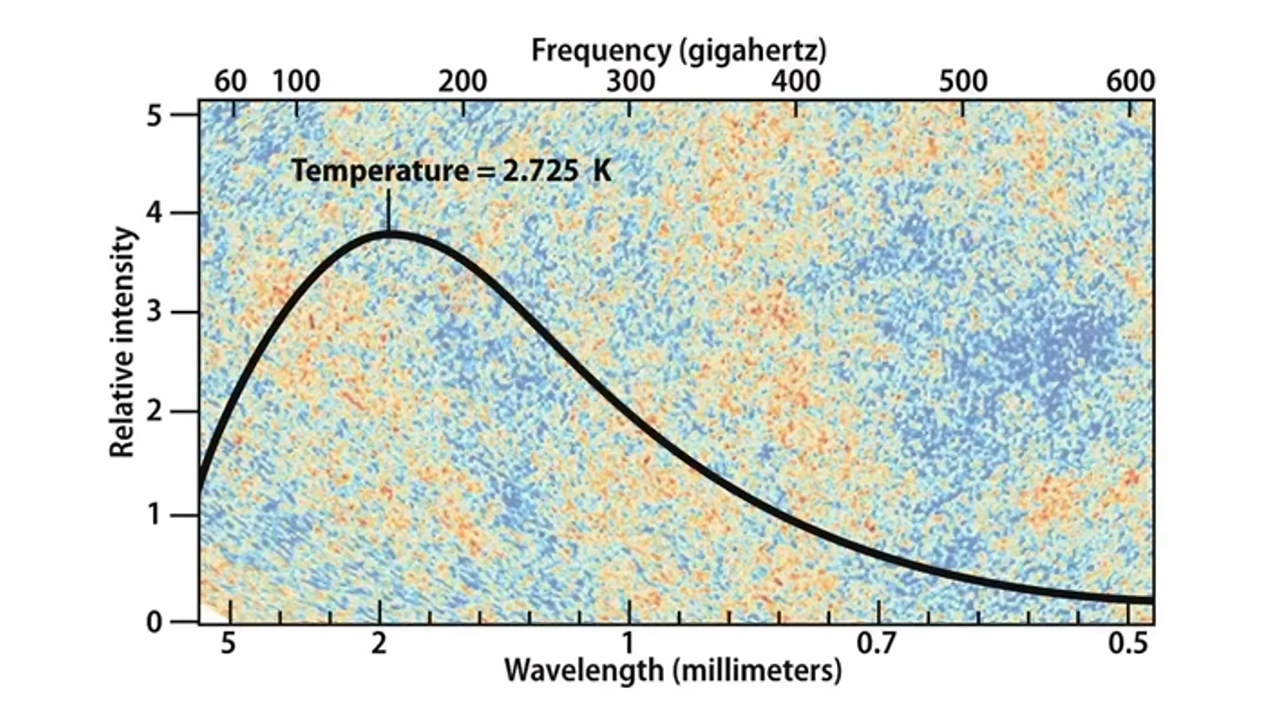 Frequency (gigahertz)
60 100 200 300 400 500 600
5
Temperature = 2.725 K
4
3
2
1
0
Relative intensity
5 2 1 0.7 0.5
Wavelength (millimeters)